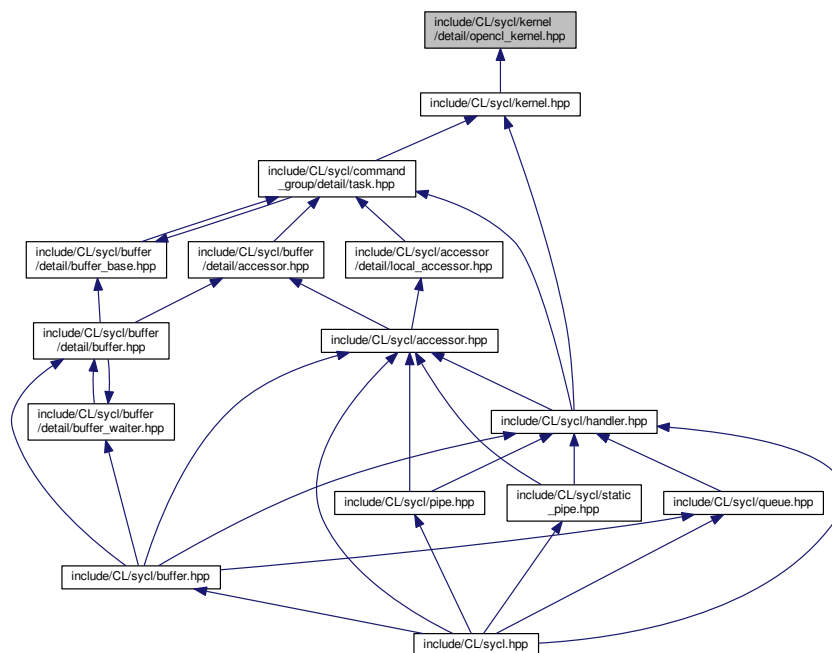 include/CL/sycl/kernel
/detail/opencl_kernel.hpp
include/CL/sycl/kernel.hpp
include/CL/sycl/command
_group/detail/task.hpp
include/CL/sycl/buffer
/detail/buffer_base.hpp
include/CL/sycl/buffer
/detail/accessor.hpp
include/CL/sycl/accessor
/detail/local_accessor.hpp
include/CL/sycl/buffer
/detail/buffer.hpp
include/CL/sycl/accessor.hpp
include/CL/sycl/buffer
/detail/buffer_waiter.hpp
include/CL/sycl/handler.hpp
include/CL/sycl/pipe.hpp
include/CL/sycl/static
_pipe.hpp
include/CL/sycl/queue.hpp
include/CL/sycl/buffer.hpp
include/CL/sycl.hpp